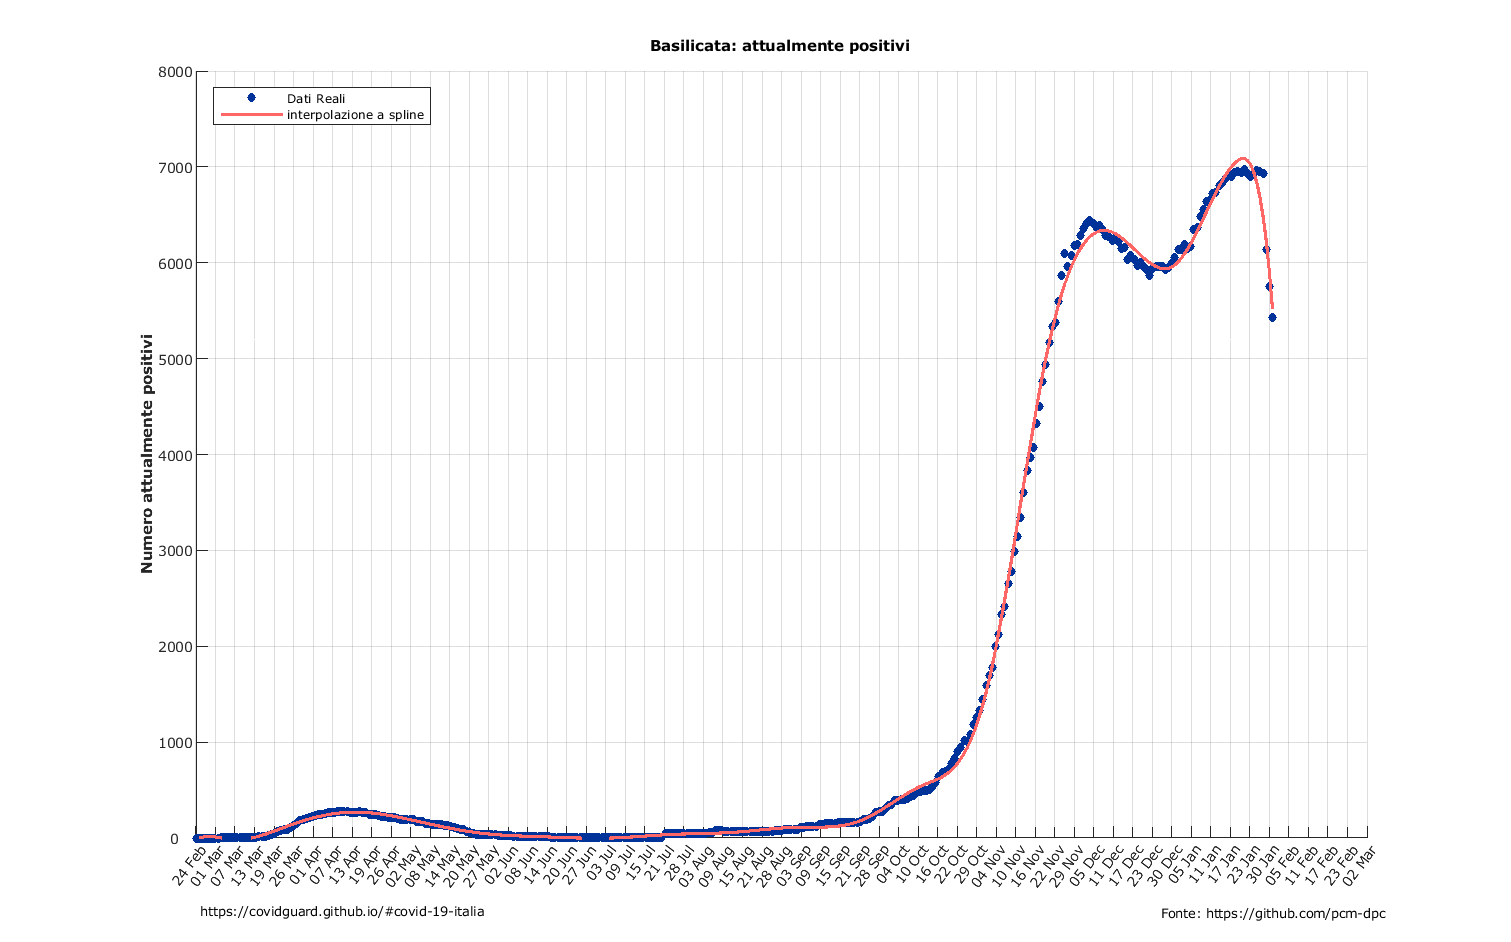 Basilicata: attualmente positivi
Dati Reali
interpolazione a spline
Numero attualmente positivi
8000
7000
6000
5000
4000
3000
2000
1000
0
24 Feb
01 Mar
07 Mar
13 Mar
19 Mar
26 Mar
01 Apr
07 Apr
13 Apr
19 Apr
26 Apr
02 May
08 May
14 May
20 May
27 May
02 Jun
08 Jun
14 Jun
20 Jun
27 Jun
03 Jul
09 Jul
15 Jul
21 Jul
28 Jul
03 Aug
09 Aug
15 Aug
21 Aug
28 Aug
03 Sep
09 Sep
15 Sep
21 Sep
28 Sep
04 Oct
10 Oct
16 Oct
22 Oct
29 Oct
04 Nov
10 Nov
16 Nov
22 Nov
29 Nov
05 Dec
11 Dec
17 Dec
23 Dec
30 Dec
05 Jan
11 Jan
17 Jan
23 Jan
30 Jan
05 Feb
11 Feb
17 Feb
23 Feb
02 Mar
https://covidguard.github.io/#covid-19-italia
Fonte: https://github.com/pcm-dpc